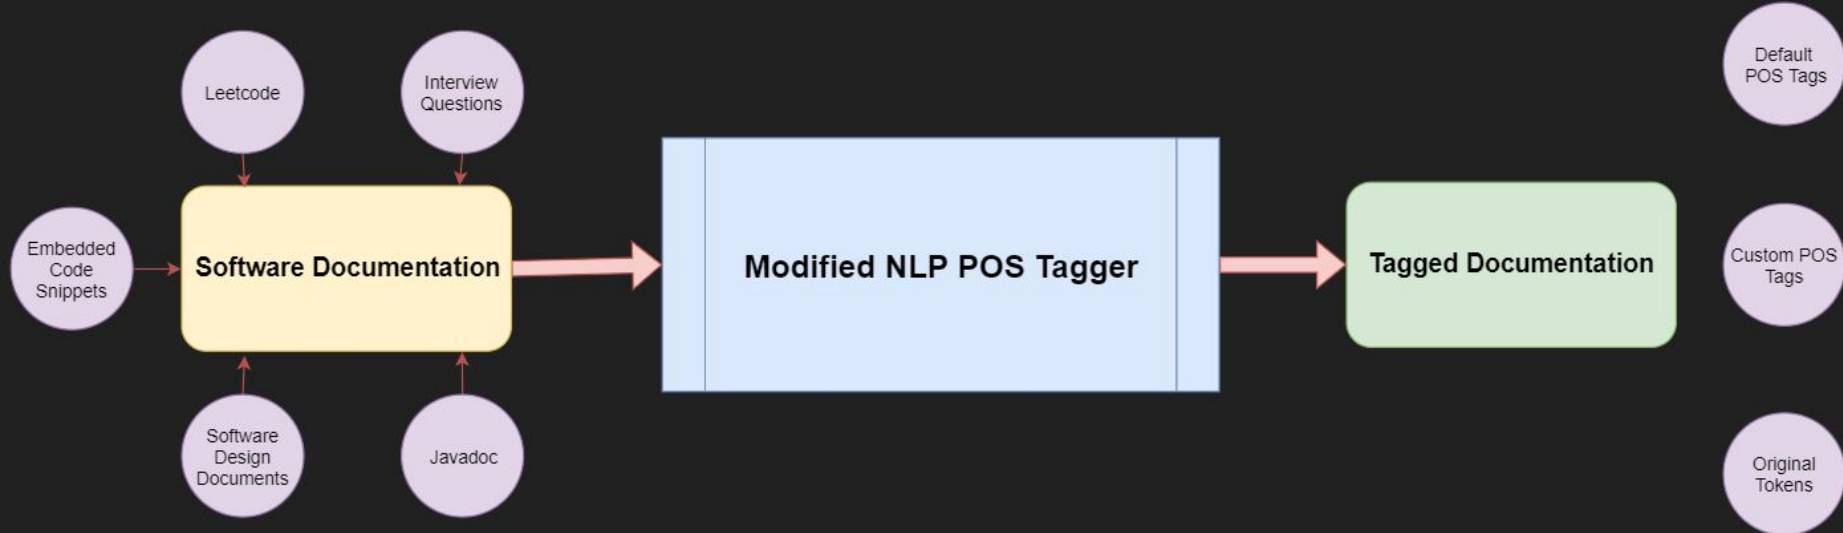 Leetcode
Interview
Questions
Embedded
Code
Snippets
Software Documentation
Software
Design
Documents
Javadoc
Modified NLP POS Tagger
Tagged Documentation
Default
POS Tags
Custom POS
Tags
Original
Tokens